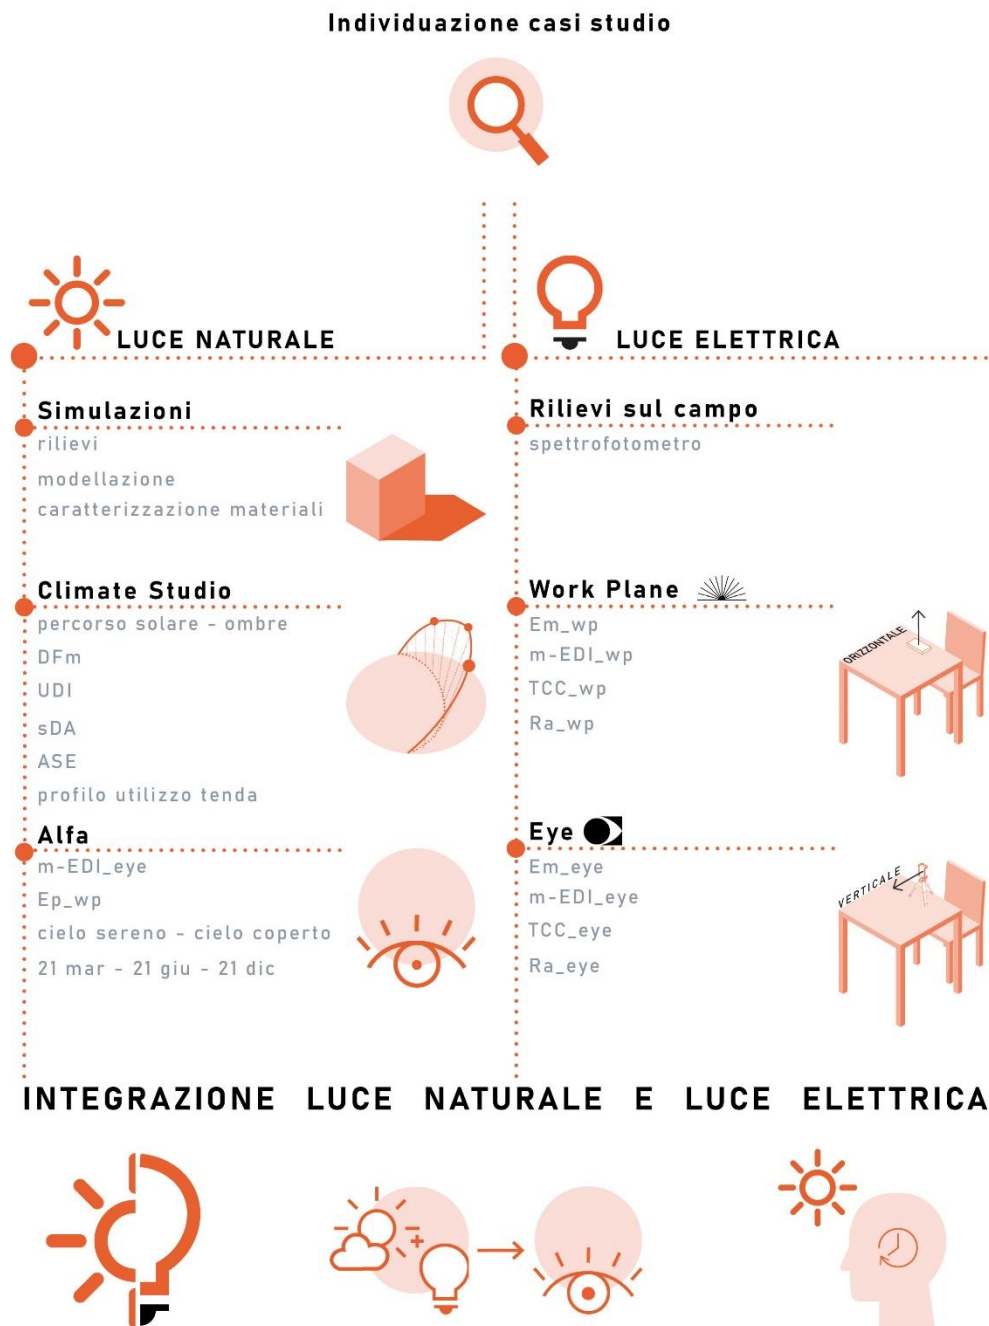 Individuazione casi studio
LUCE NATURALE
Simulazioni
rilievi
modellazione
caratterizzazione materiali
Climate Studio
percorso solare - ombre
DFm
UDI
sDA
ASE
profilo utilizzo tenda
Alfa
m-EDI_eye
Ep_wp
cielo sereno - cielo coperto
21 mar - 21 giu - 21 dic
LUCE ELETTRICA
Rilievi sul campo
spettrofotometro
Work Plane
Em_wp
m-EDI_wp
TCC_wp
Ra_wp
ORIZZONTALE
Eye
Em_eye
m-EDI_eye
TCC_eye
Ra_eye
VERTICALE
INTEGRAZIONE LUCE NATURALE E LUCE ELETTRICA